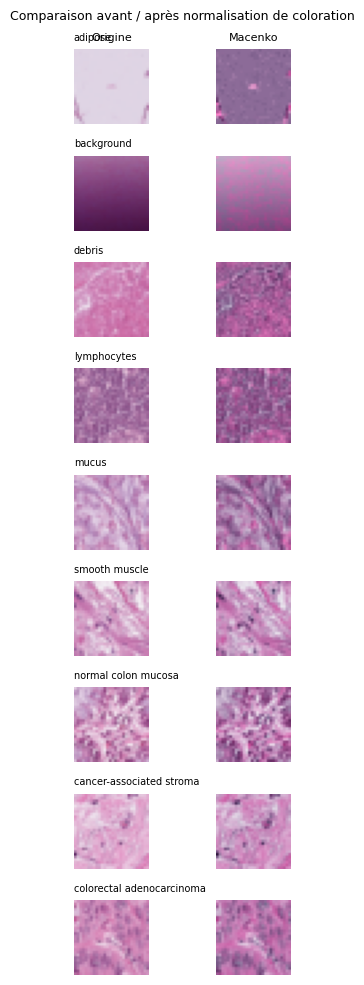 Comparaison avant / après normalisation de coloration
adipose
Origine
Macenko
background
debris
lymphocytes
mucus
smooth muscle
normal colon mucosa
cancer-associated stroma
colorectal adenocarcinoma